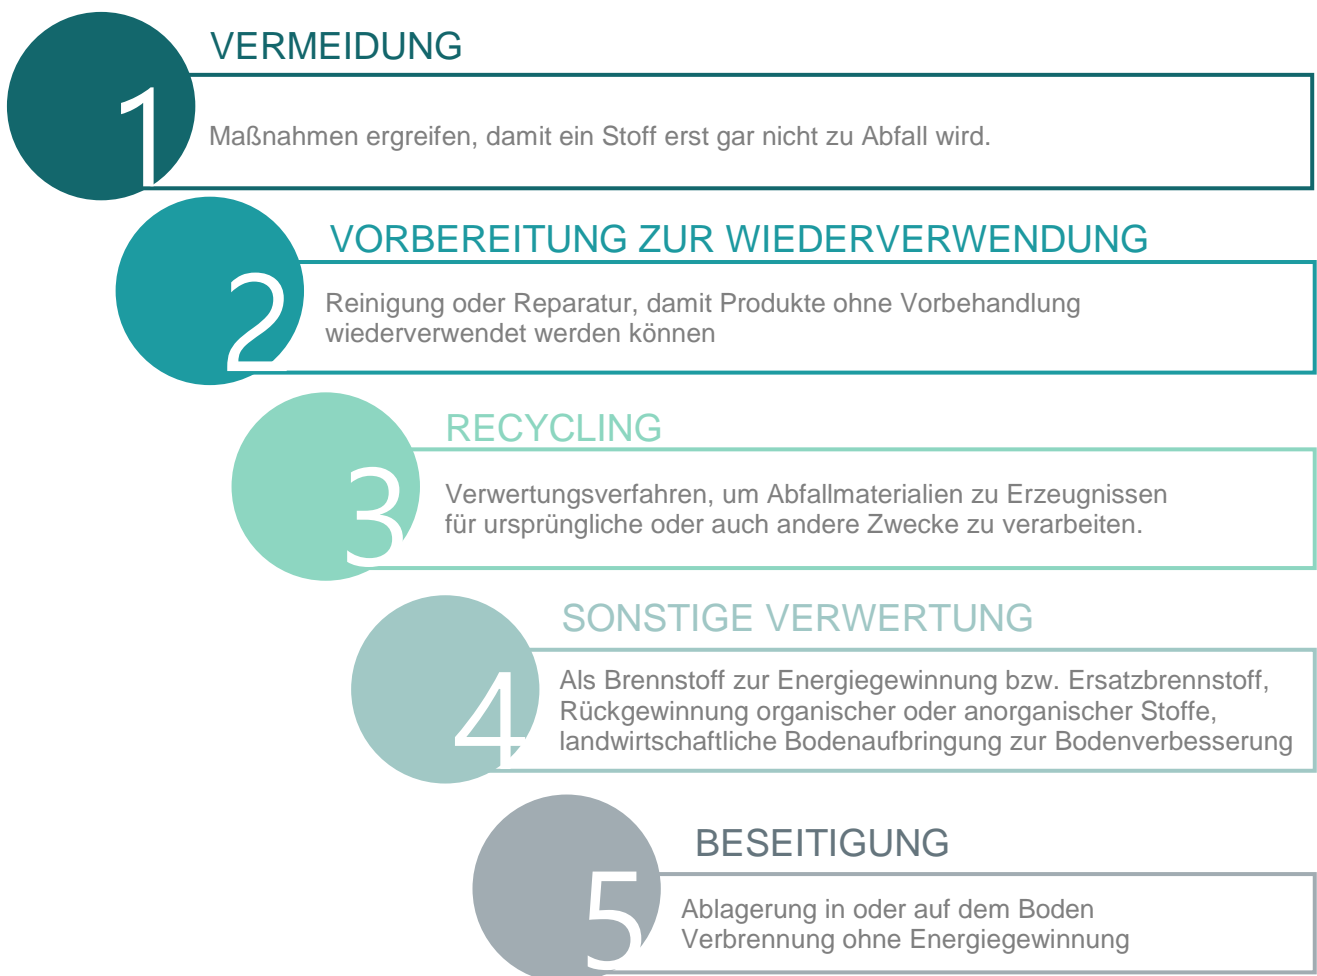 1
VERMEIDUNG
Maßnahmen ergreifen, damit ein Stoff erst gar nicht zu Abfall wird.
2
VORBEREITUNG ZUR WIEDERVERWENDUNG
Reinigung oder Reparatur, damit Produkte ohne Vorbehandlung
wiederverwendet werden können
3
RECYCLING
Verwertungsverfahren, um Abfallmaterialien zu Erzeugnissen
für ursprüngliche oder auch andere Zwecke zu verarbeiten.
4
SONSTIGE VERWERTUNG
Als Brennstoff zur Energiegewinnung bzw. Ersatzbrennstoff,
Rückgewinnung organischer oder anorganischer Stoffe,
landwirtschaftliche Bodenaufbringung zur Bodenverbesserung
5
BESEITIGUNG
Ablagerung in oder auf dem Boden
Verbrennung ohne Energiegewinnung